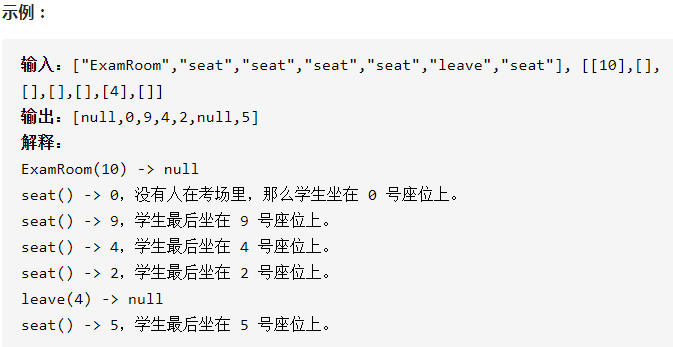 示例：
输入：["ExamRoom","seat","seat","seat","seat","leave","seat"], [[10],[],
[],[],[],[4],[]]
输出：[null,0,9,4,2,null,5]
解释：
ExamRoom(10) -> null
seat() -> 0，没有人在考场里，那么学生坐在 0 号座位上。
seat() -> 9，学生最后坐在 9 号座位上。
seat() -> 4，学生最后坐在 4 号座位上。
seat() -> 2，学生最后坐在 2 号座位上。
leave(4) -> null
seat() -> 5，学生最后坐在 5 号座位上。